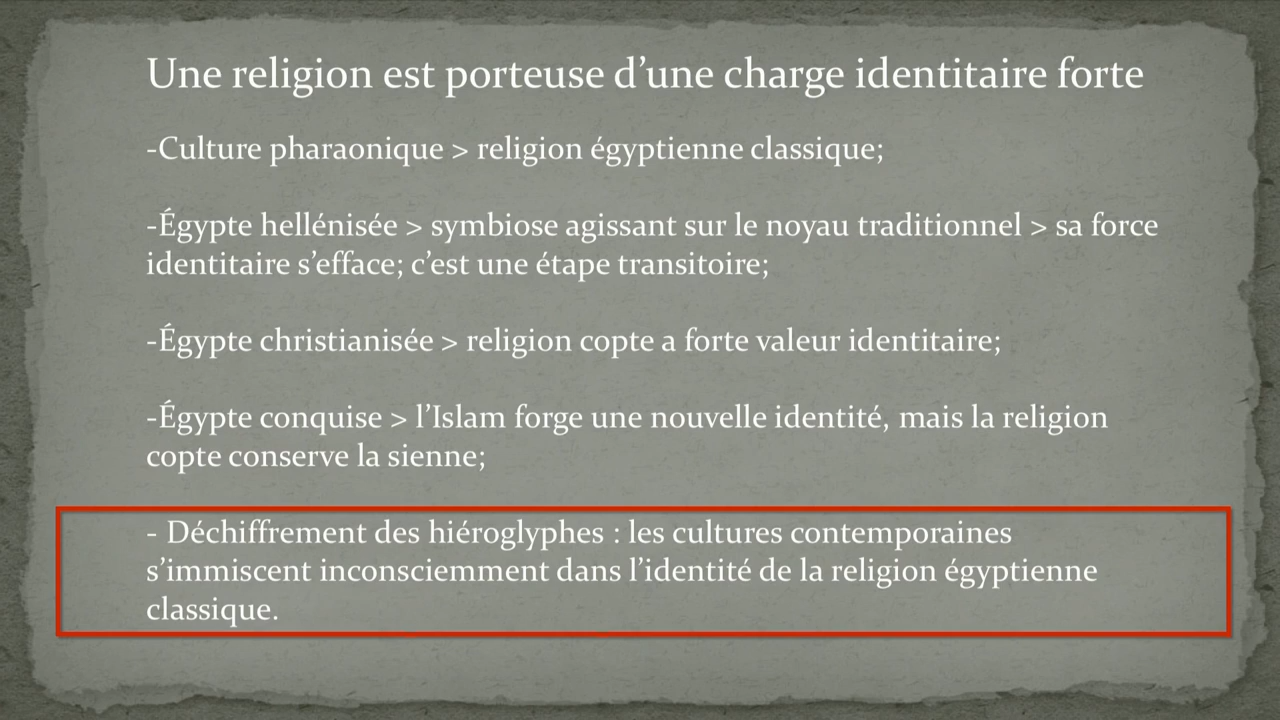 Une religion est porteuse d’une charge identitaire forte
-Culture pharaonique > religion égyptienne classique;
-Égypte hellénisée > symbiose agissant sur le noyau traditionnel > sa force
identitaire s’efface; c’est une étape transitoire;
-Égypte christianisée > religion copte a forte valeur identitaire;
-Égypte conquise > l’Islam forge une nouvelle identité, mais la religion
copte conserve la sienne;
- Déchiffrement des hiéroglyphes : les cultures contemporaines
s’immiscent inconsciemment dans l’identité de la religion égyptienne
classique.